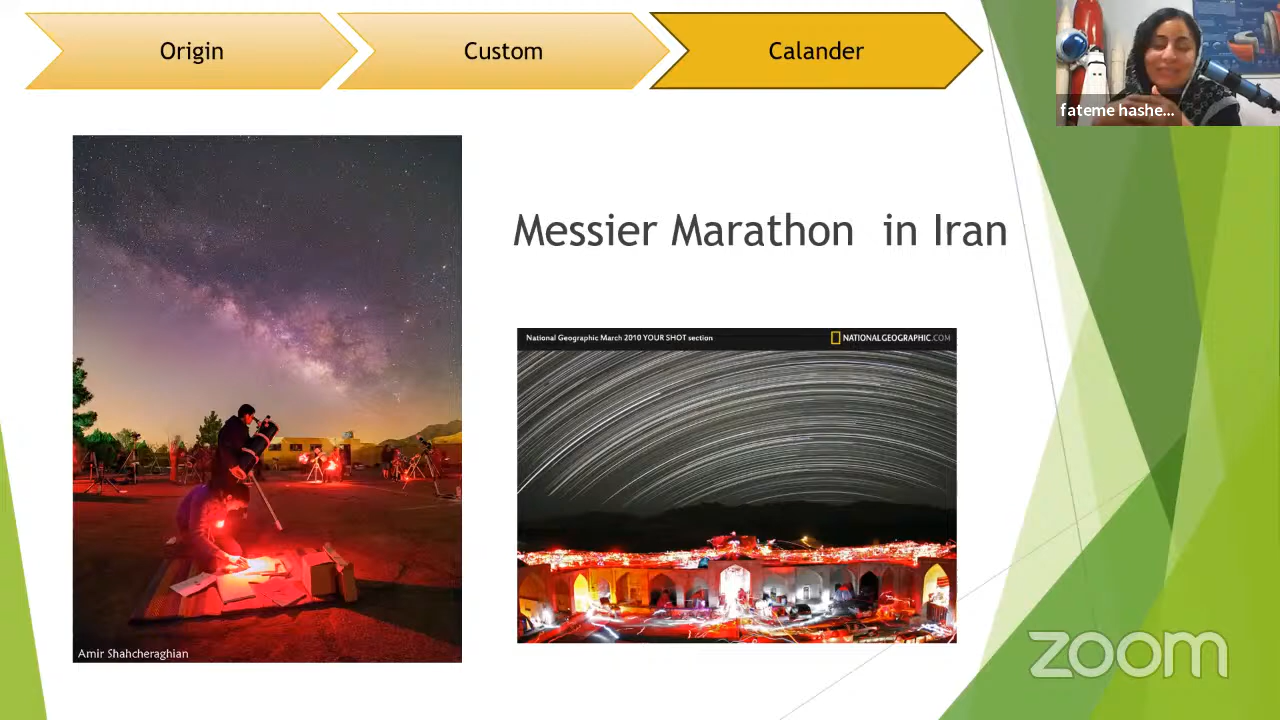 Origin
Custom
Calander
fateme hashe...
Messier Marathon in Iran
National Geographic March 2010 YOUR SHOT section
NATIONALGEOGRAPHIC.COM
Amir Shahcheraghian
zoom